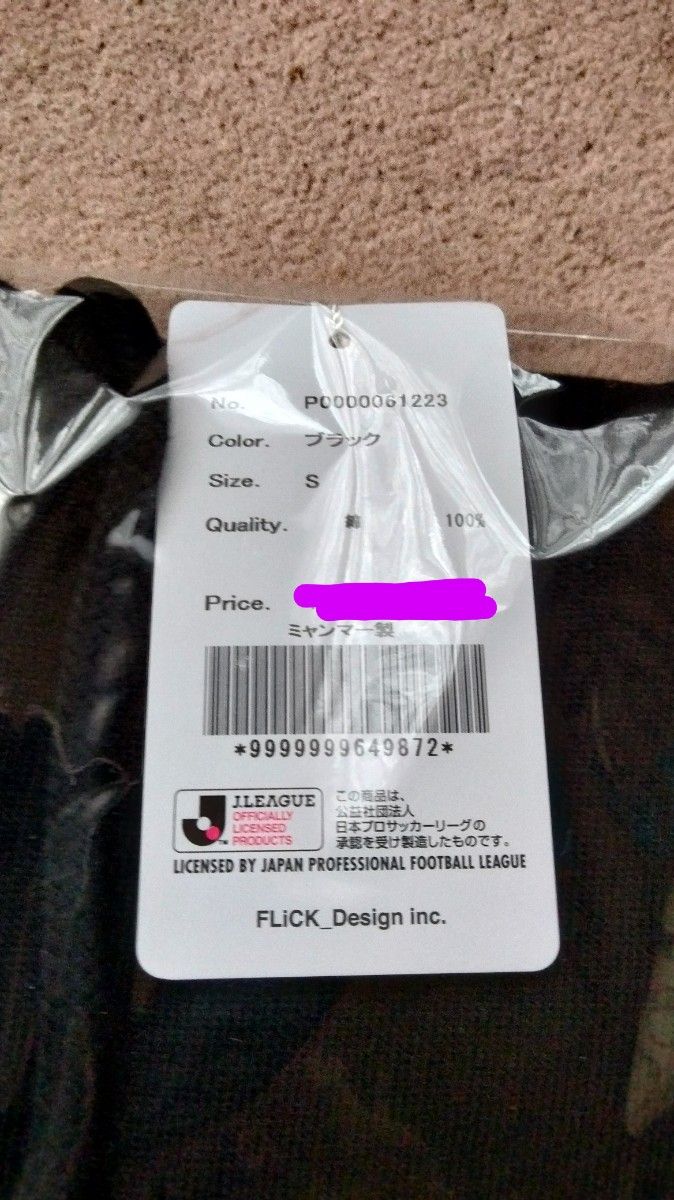 No. P0000061223
Color. ブラック
Size. S
Quality. 綿 100%
Price.
ミャンマー製
*9999999649872*
J.LEAGUE
OFFICIALLY
LICENSED
PRODUCTS
TM
この商品は、
公益社団法人
日本プロサッカーリーグの
承認を受け製造したものです。
LICENSED BY JAPAN PROFESSIONAL FOOTBALL LEAGUE
FLiCK_Design inc.